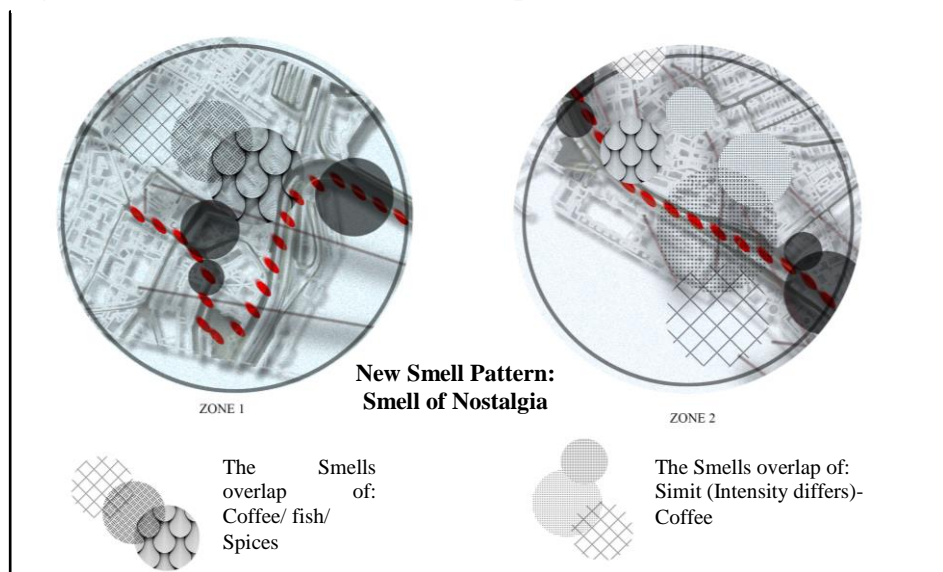 New Smell Pattern:
Smell of Nostalgia
ZONE 1
ZONE 2
The Smells
overlap of:
Coffee/ fish/
Spices
The Smells overlap of:
Simit (Intensity differs)-
Coffee